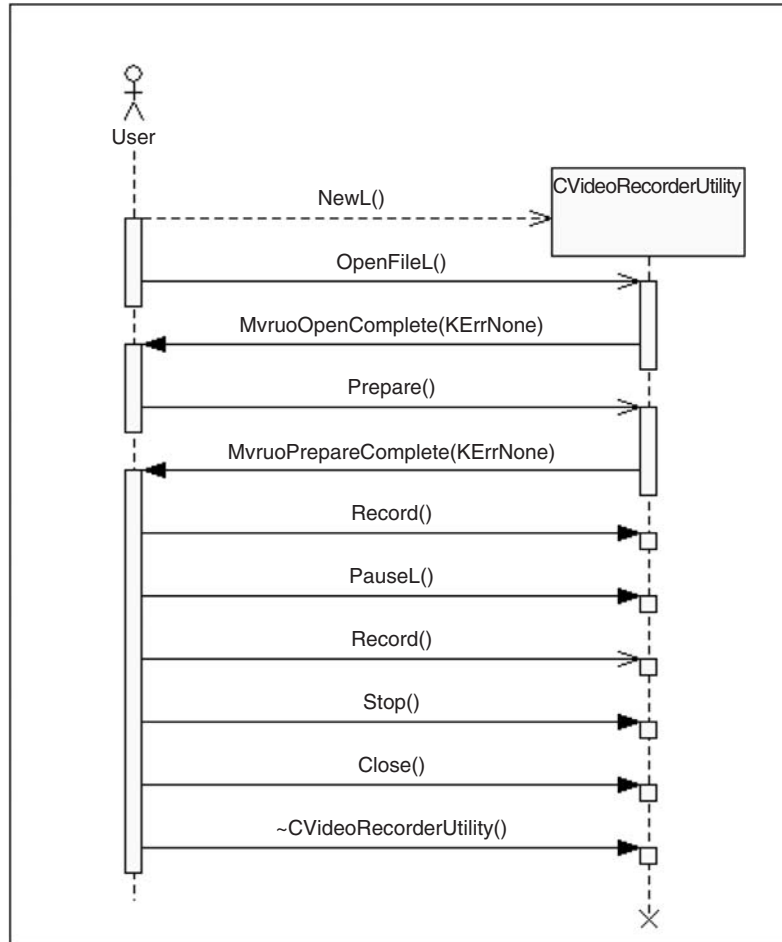 User
CVideoRecorderUtility
NewL()
OpenFileL()
MvruoOpenComplete(KErrNone)
Prepare()
MvruoPrepareComplete(KErrNone)
Record()
PauseL()
Record()
Stop()
Close()
~CVideoRecorderUtility()